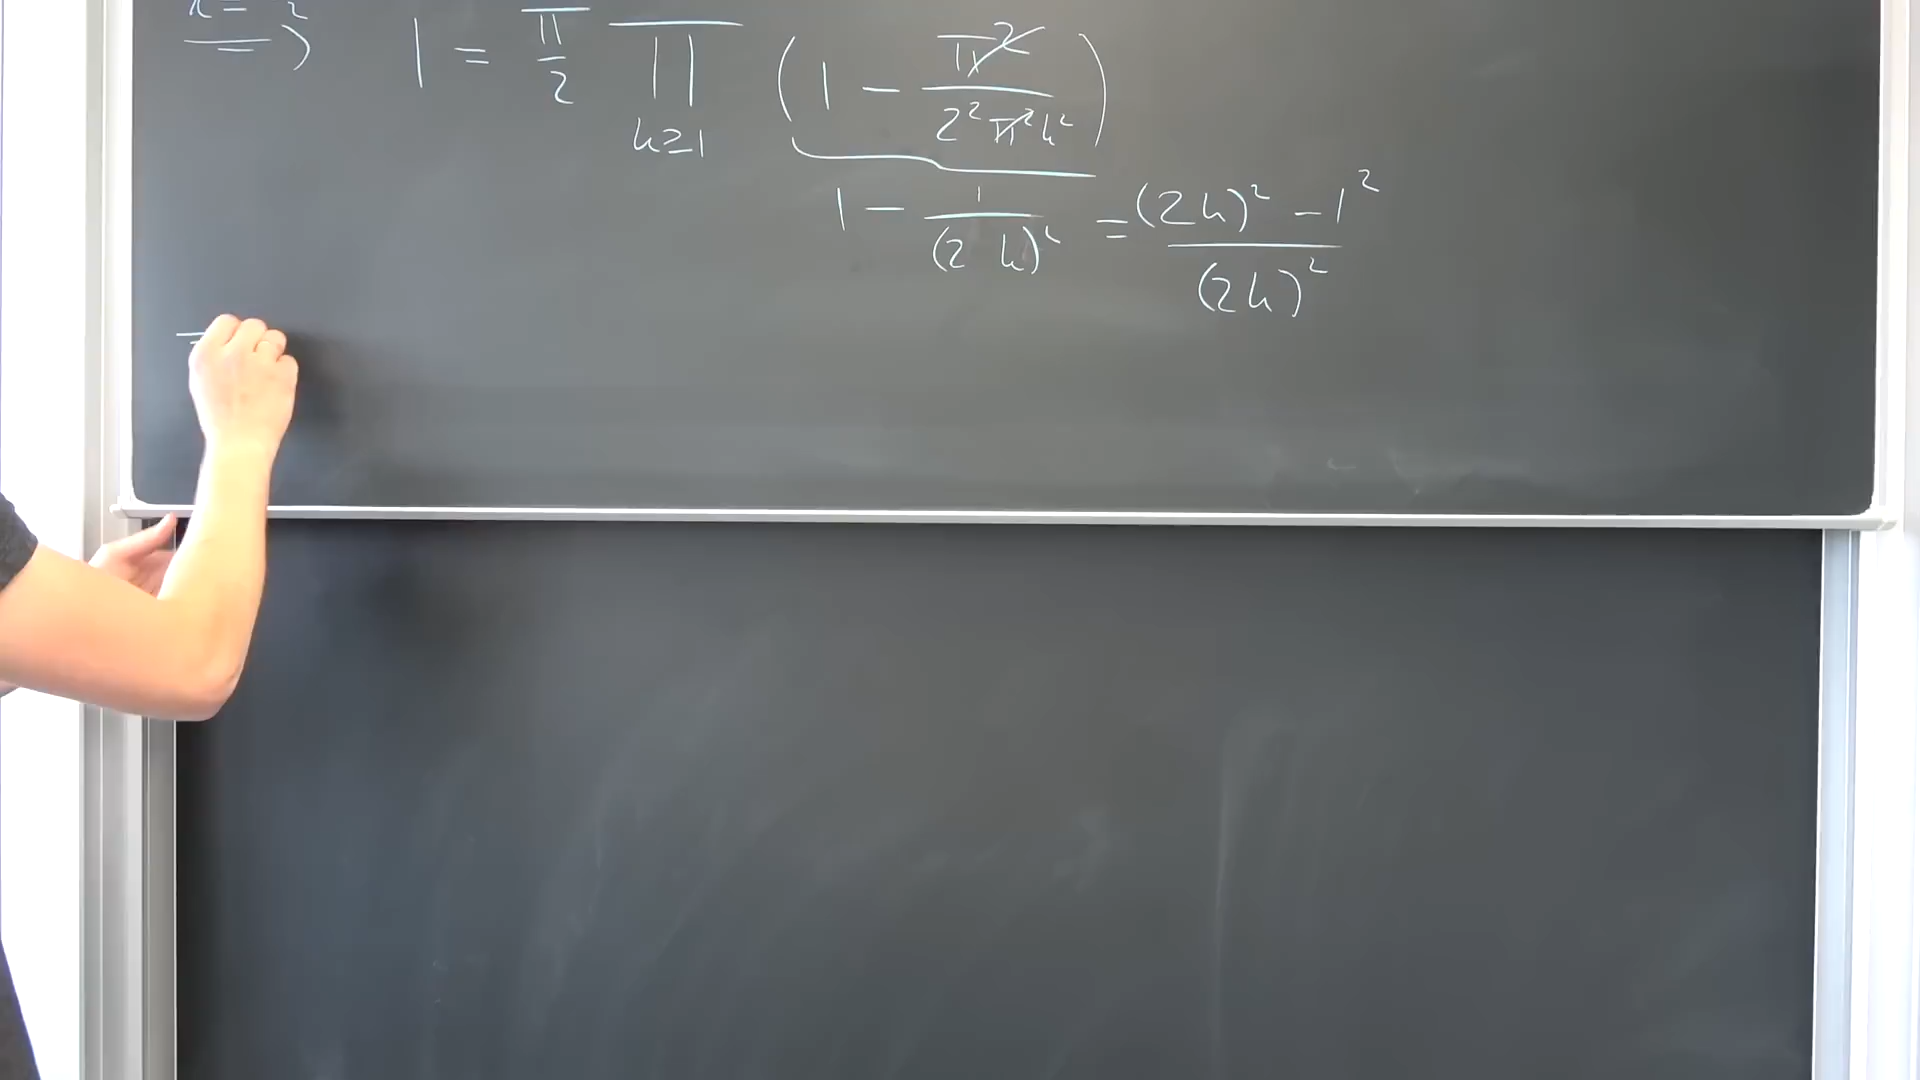 ⟹ 1 = π/2 ∏_{k≥1} (1 − π²/(2²π²k²))
1 − 1/(2k)² = ((2k)² − 1²)/(2k)²